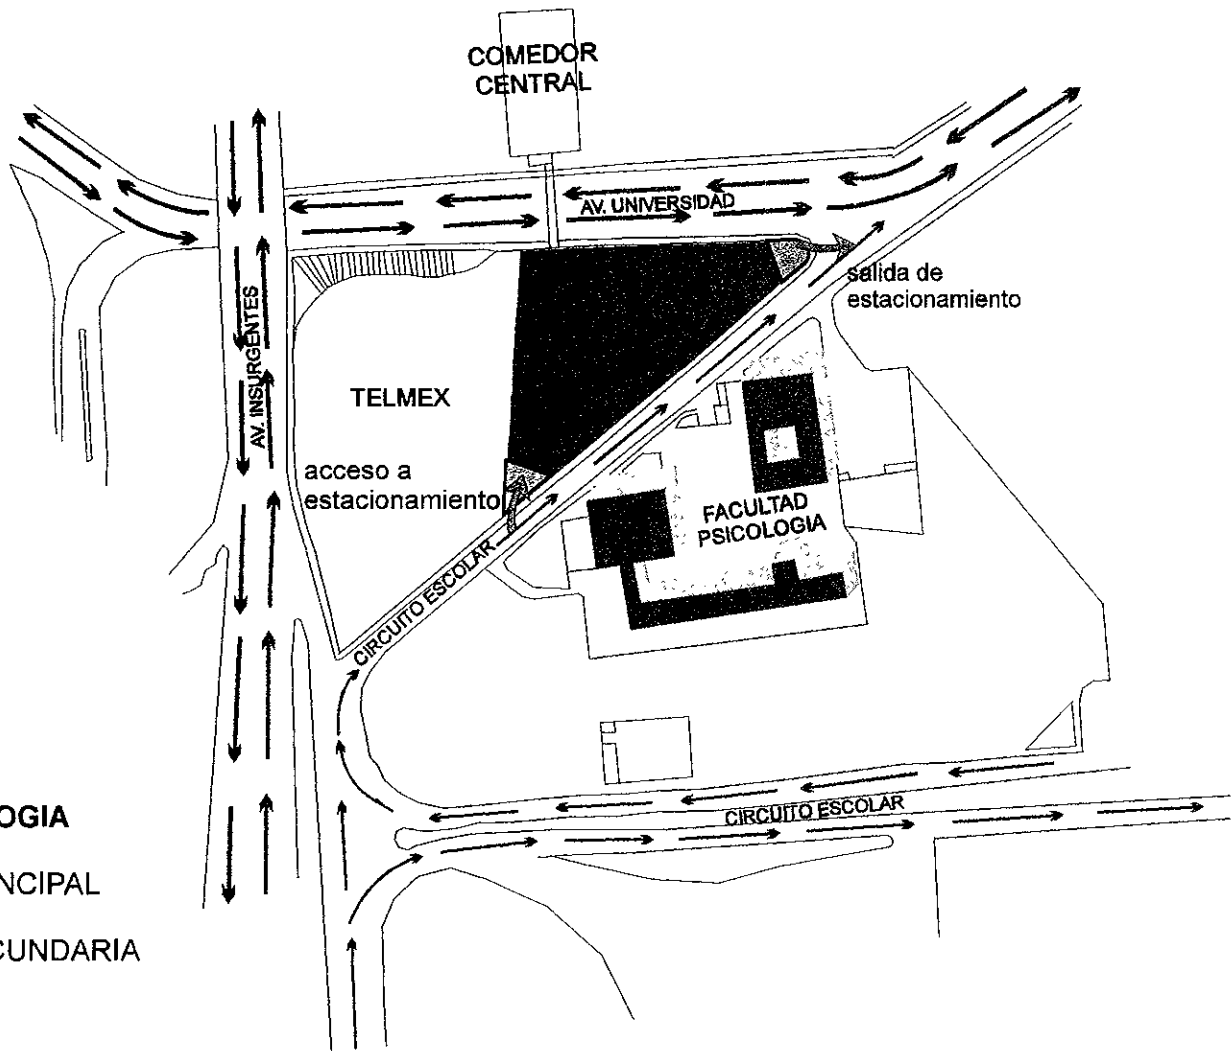 COMEDOR
CENTRAL
AV. UNIVERSIDAD
salida de
estacionamiento
AV. INSURGENTES
TELMEX
acceso a
estacionamiento
FACULTAD
PSICOLOGIA
CIRCUITO ESCOLAR
CIRCUITO ESCOLAR
OGIA
NCIPAL
CUNDARIA